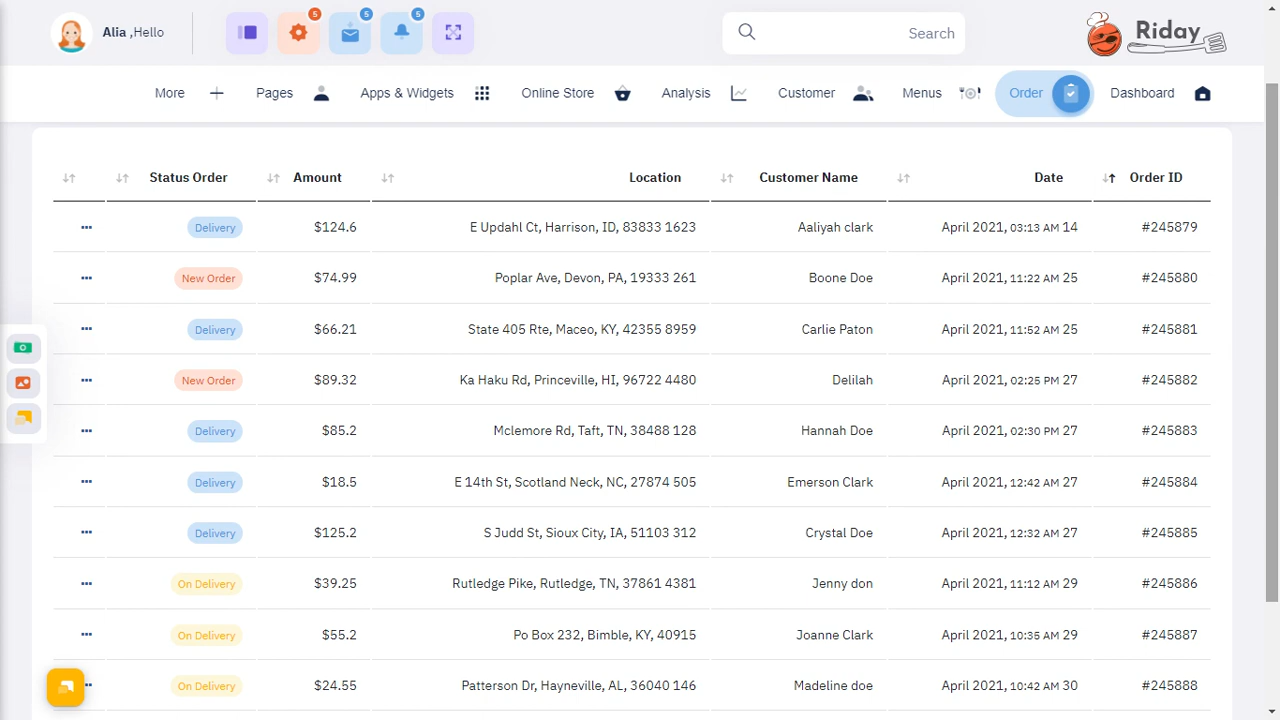 Alia ,Hello
5
5
5
Search
Riday
More
Pages
Apps & Widgets
Online Store
Analysis
Customer
Menus
Order
Dashboard
Status Order Amount Location Customer Name Date Order ID
Delivery $124.6 E Updahl Ct, Harrison, ID, 83833 1623 Aaliyah clark April 2021, 03:13 AM 14 #245879
New Order $74.99 Poplar Ave, Devon, PA, 19333 261 Boone Doe April 2021, 11:22 AM 25 #245880
Delivery $66.21 State 405 Rte, Maceo, KY, 42355 8959 Carlie Paton April 2021, 11:52 AM 25 #245881
New Order $89.32 Ka Haku Rd, Princeville, HI, 96722 4480 Delilah April 2021, 02:25 PM 27 #245882
Delivery $85.2 Mclemore Rd, Taft, TN, 38488 128 Hannah Doe April 2021, 02:30 PM 27 #245883
Delivery $18.5 E 14th St, Scotland Neck, NC, 27874 505 Emerson Clark April 2021, 12:42 AM 27 #245884
Delivery $125.2 S Judd St, Sioux City, IA, 51103 312 Crystal Doe April 2021, 12:32 AM 27 #245885
On Delivery $39.25 Rutledge Pike, Rutledge, TN, 37861 4381 Jenny don April 2021, 11:12 AM 29 #245886
On Delivery $55.2 Po Box 232, Bimble, KY, 40915 Joanne Clark April 2021, 10:35 AM 29 #245887
On Delivery $24.55 Patterson Dr, Hayneville, AL, 36040 146 Madeline doe April 2021, 10:42 AM 30 #245888